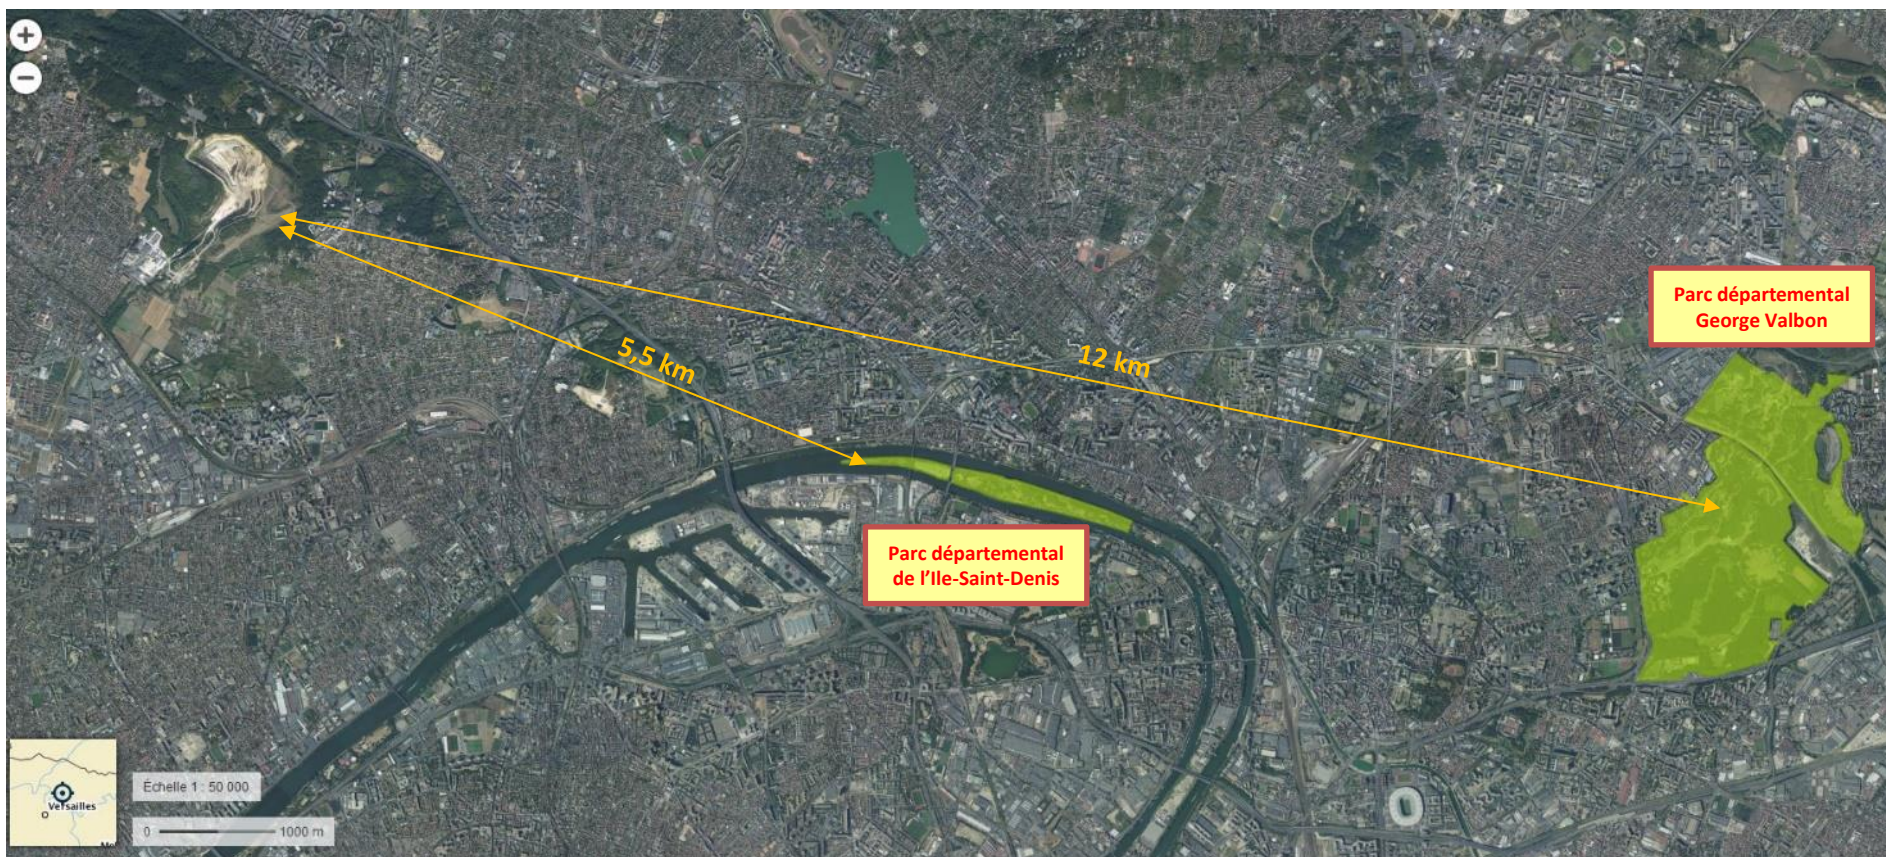 Parc départemental
George Valbon
5,5 km
12 km
Parc départemental
de l'Ile-Saint-Denis
Versailles
Échelle 1 : 50 000
0
1000 m